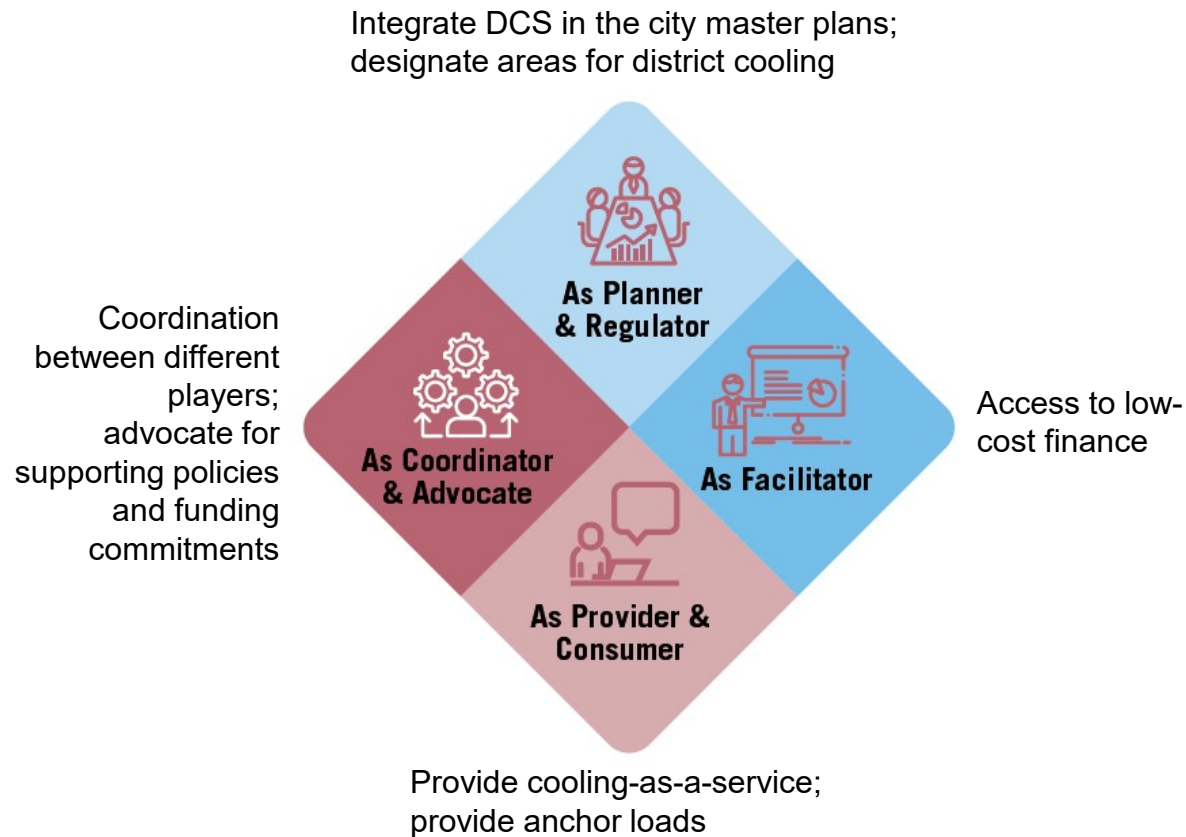 Integrate DCS in the city master plans;
designate areas for district cooling
As Planner
& Regulator
Coordination
between different
players;
advocate for
supporting policies
and funding
commitments
As Coordinator
& Advocate
As Facilitator
Access to low-
cost finance
As Provider &
Consumer
Provide cooling-as-a-service;
provide anchor loads